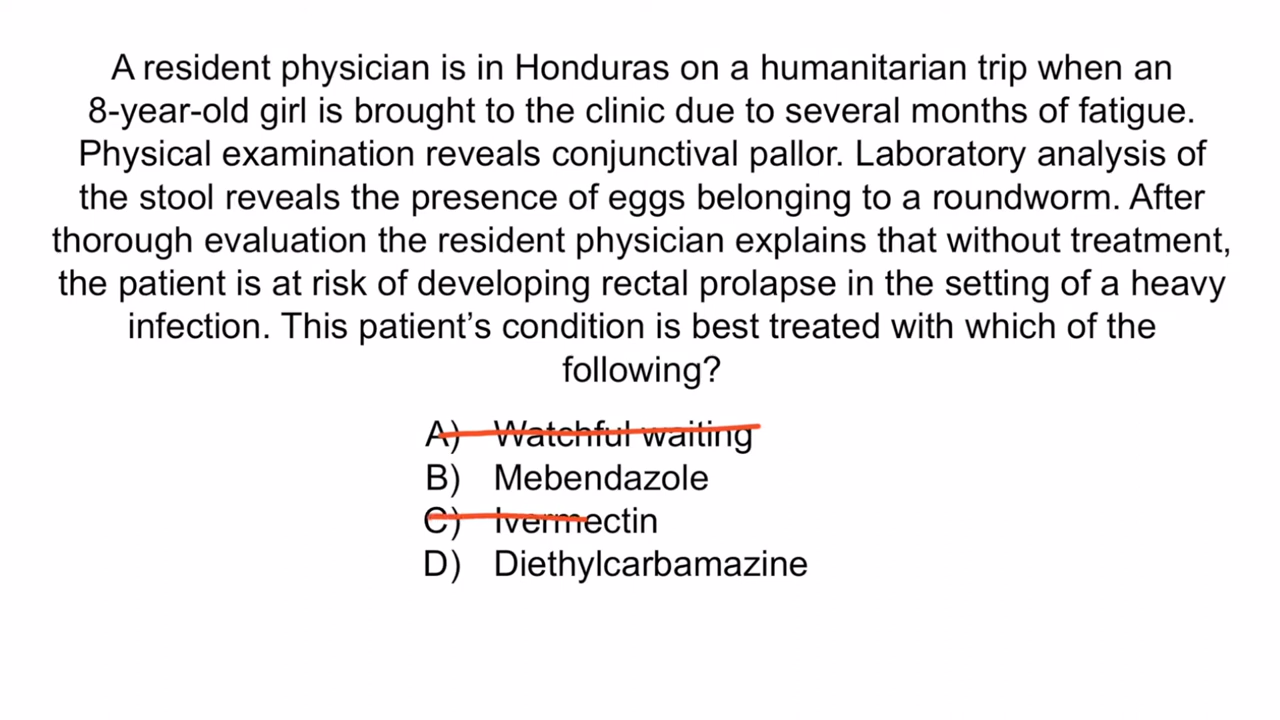 A resident physician is in Honduras on a humanitarian trip when an
8-year-old girl is brought to the clinic due to several months of fatigue.
Physical examination reveals conjunctival pallor. Laboratory analysis of
the stool reveals the presence of eggs belonging to a roundworm. After
thorough evaluation the resident physician explains that without treatment,
the patient is at risk of developing rectal prolapse in the setting of a heavy
infection. This patient’s condition is best treated with which of the
following?
A) Watchful waiting
B) Mebendazole
C) Ivermectin
D) Diethylcarbamazine